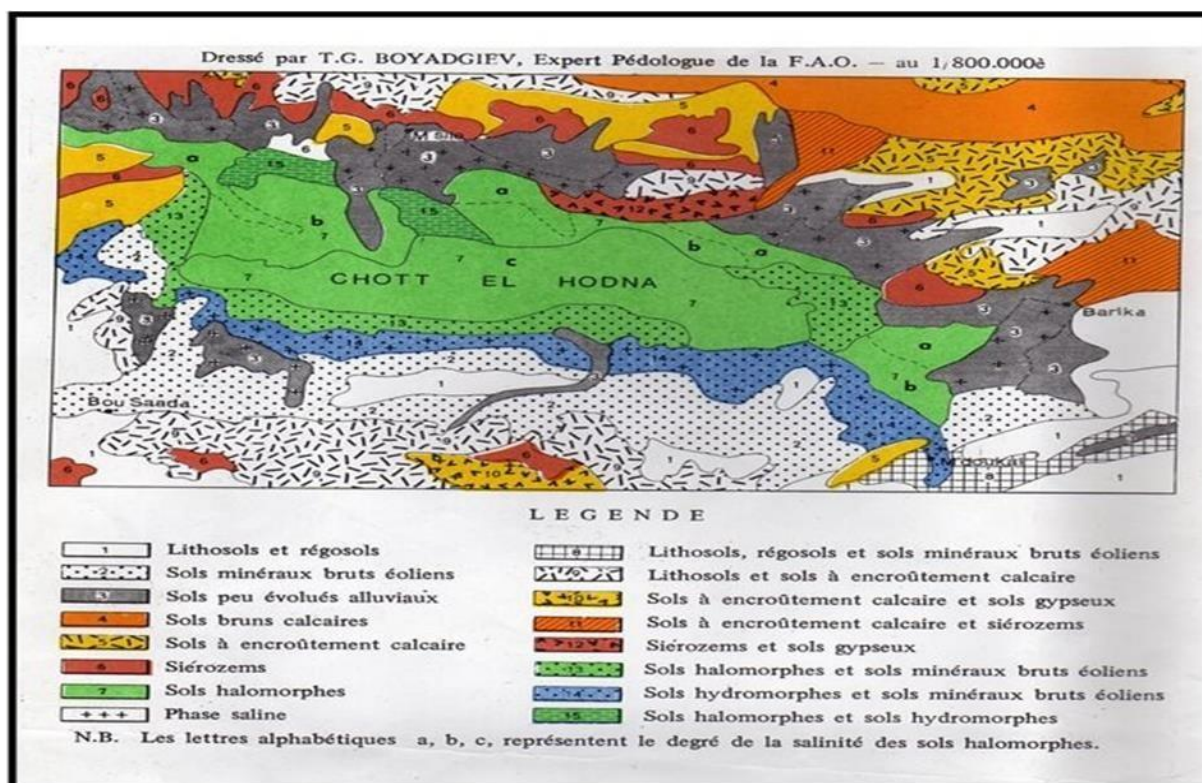 Dressé par T.G. BOYADGIEV, Expert Pédologue de la F.A.O. — au 1/800.000è
M'sila
CHOTT EL HODNA
Barika
Bou Saada
LEGENDE
1 Lithosols et régosols
2 Sols minéraux bruts éoliens
3 Sols peu évolués alluviaux
4 Sols bruns calcaires
5 Sols à encroûtement calcaire
6 Siérozems
7 Sols halomorphes
+++ Phase saline
8 Lithosols, régosols et sols minéraux bruts éoliens
9 Lithosols et sols à encroûtement calcaire
10 Sols à encroûtement calcaire et sols gypseux
11 Sols à encroûtement calcaire et siérozems
12 Siérozems et sols gypseux
13 Sols halomorphes et sols minéraux bruts éoliens
14 Sols hydromorphes et sols minéraux bruts éoliens
15 Sols halomorphes et sols hydromorphes
N.B. Les lettres alphabétiques a, b, c, représentent le degré de la salinité des sols halomorphes.